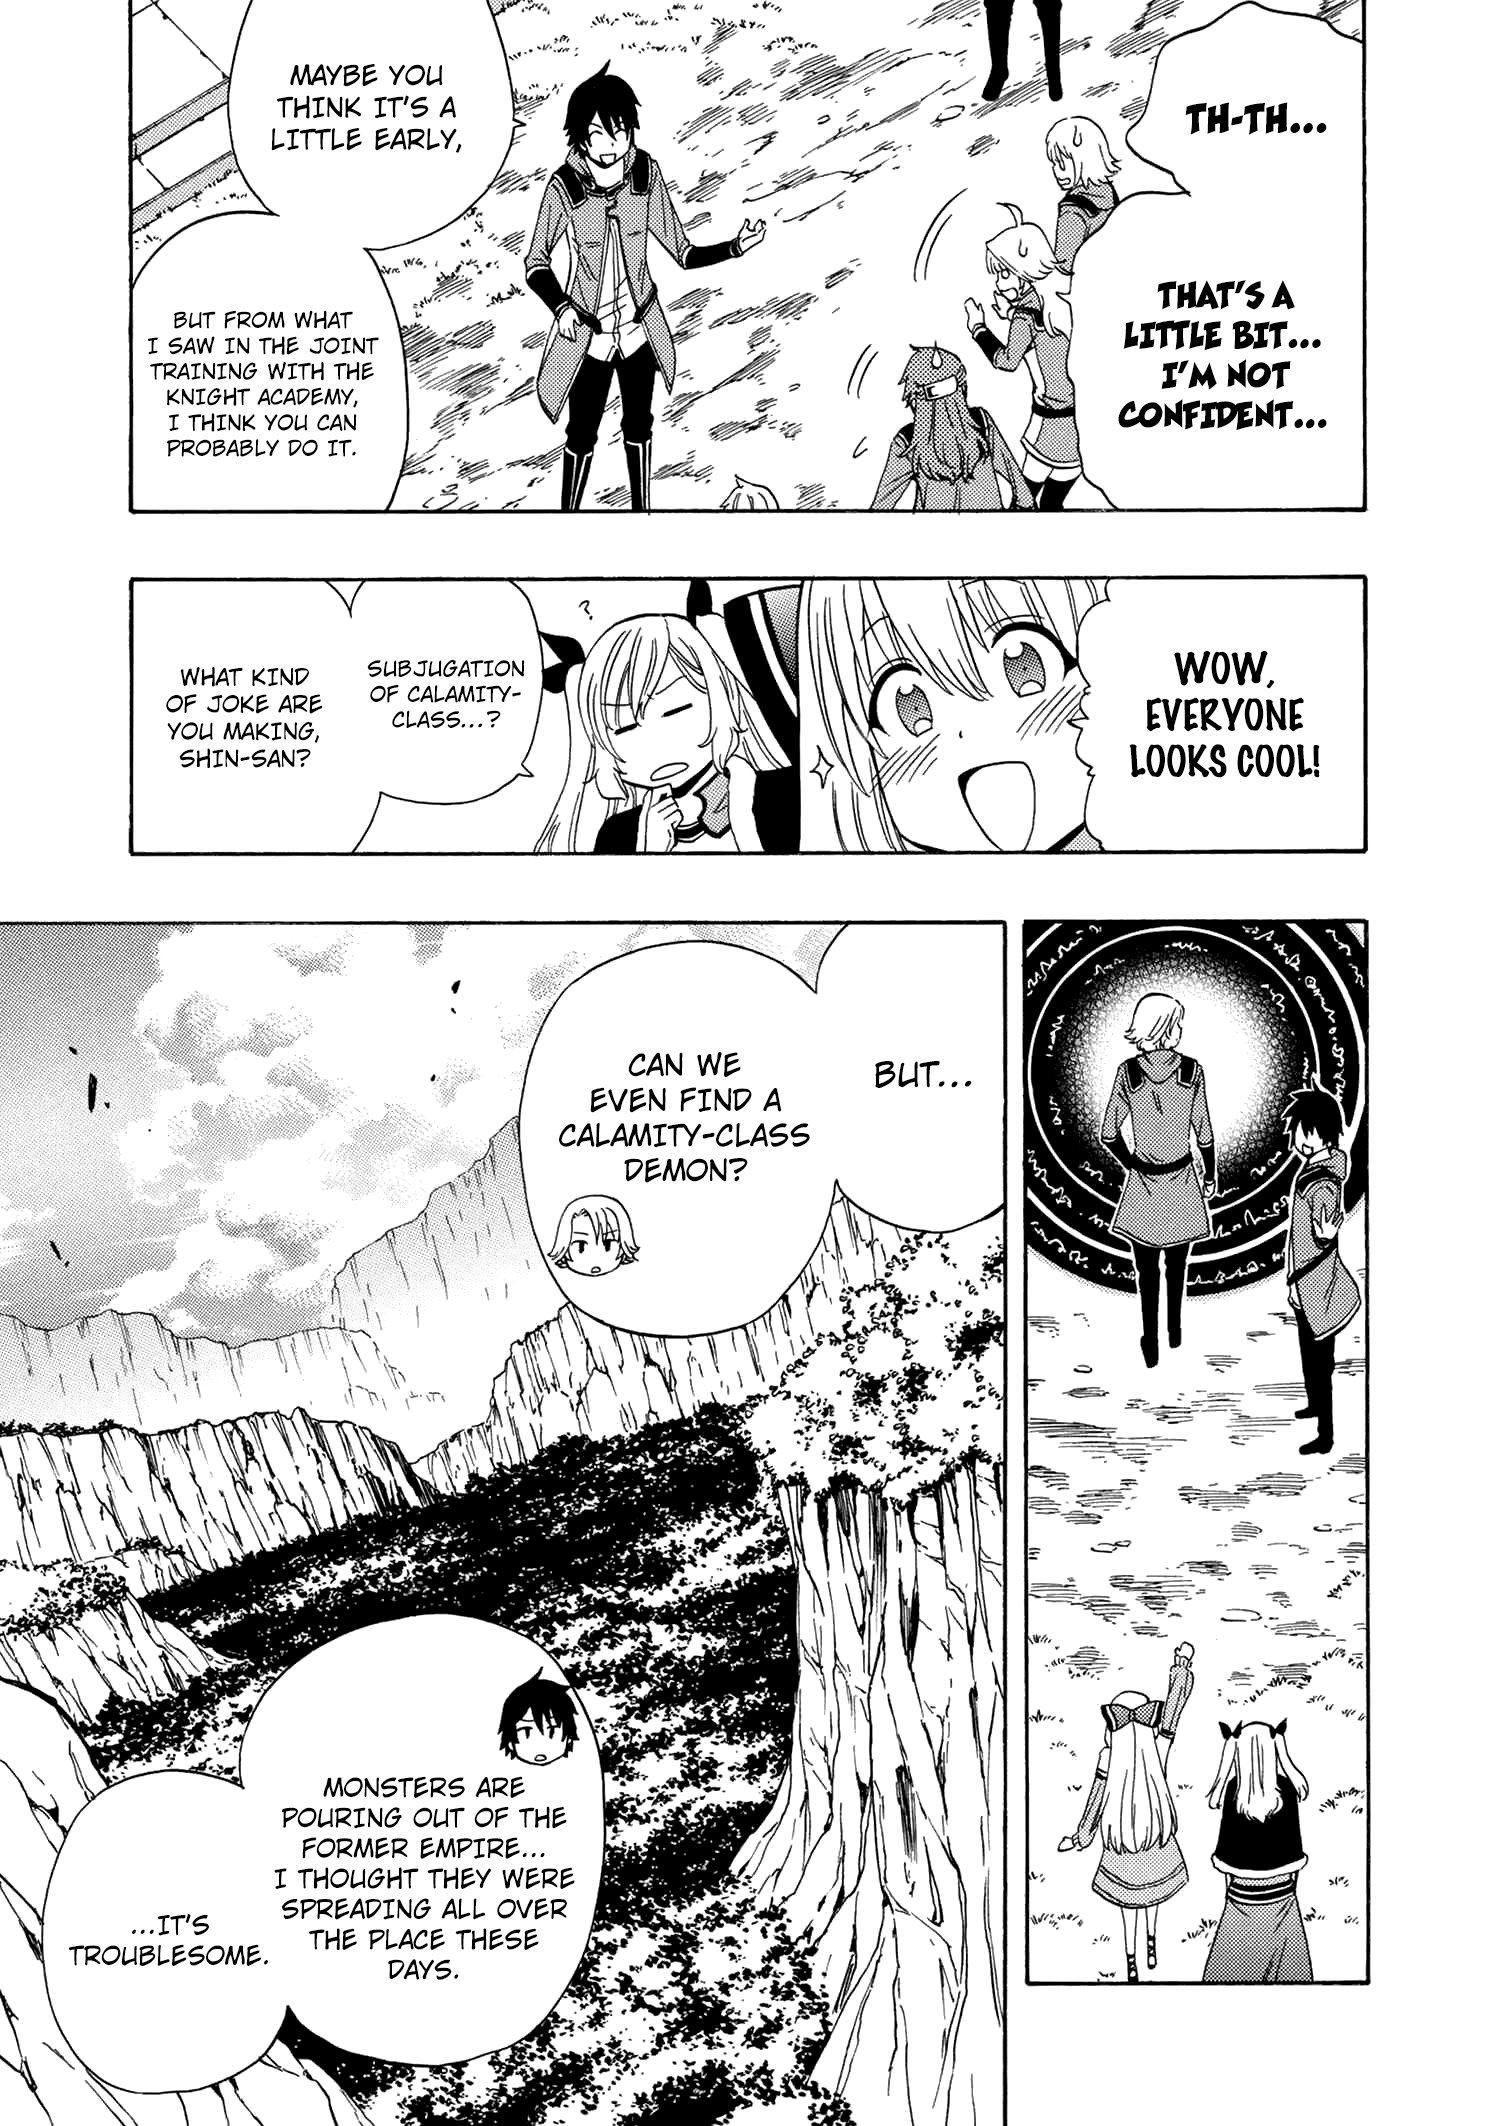 TH-TH...
THAT'S A
LITTLE BIT...
I'M NOT
CONFIDENT...
MAYBE YOU
THINK IT'S A
LITTLE EARLY,
BUT FROM WHAT
I SAW IN THE JOINT
TRAINING WITH THE
KNIGHT ACADEMY,
I THINK YOU CAN
PROBABLY DO IT.
WOW,
EVERYONE
LOOKS COOL!
?
SUBJUGATION
OF CALAMITY-
CLASS...?
WHAT KIND
OF JOKE ARE
YOU MAKING,
SHIN-SAN?
BUT...
CAN WE
EVEN FIND A
CALAMITY-CLASS
DEMON?
MONSTERS ARE
POURING OUT OF THE
FORMER EMPIRE...
I THOUGHT THEY WERE
SPREADING ALL OVER
THE PLACE THESE
DAYS.
...IT'S
TROUBLESOME.